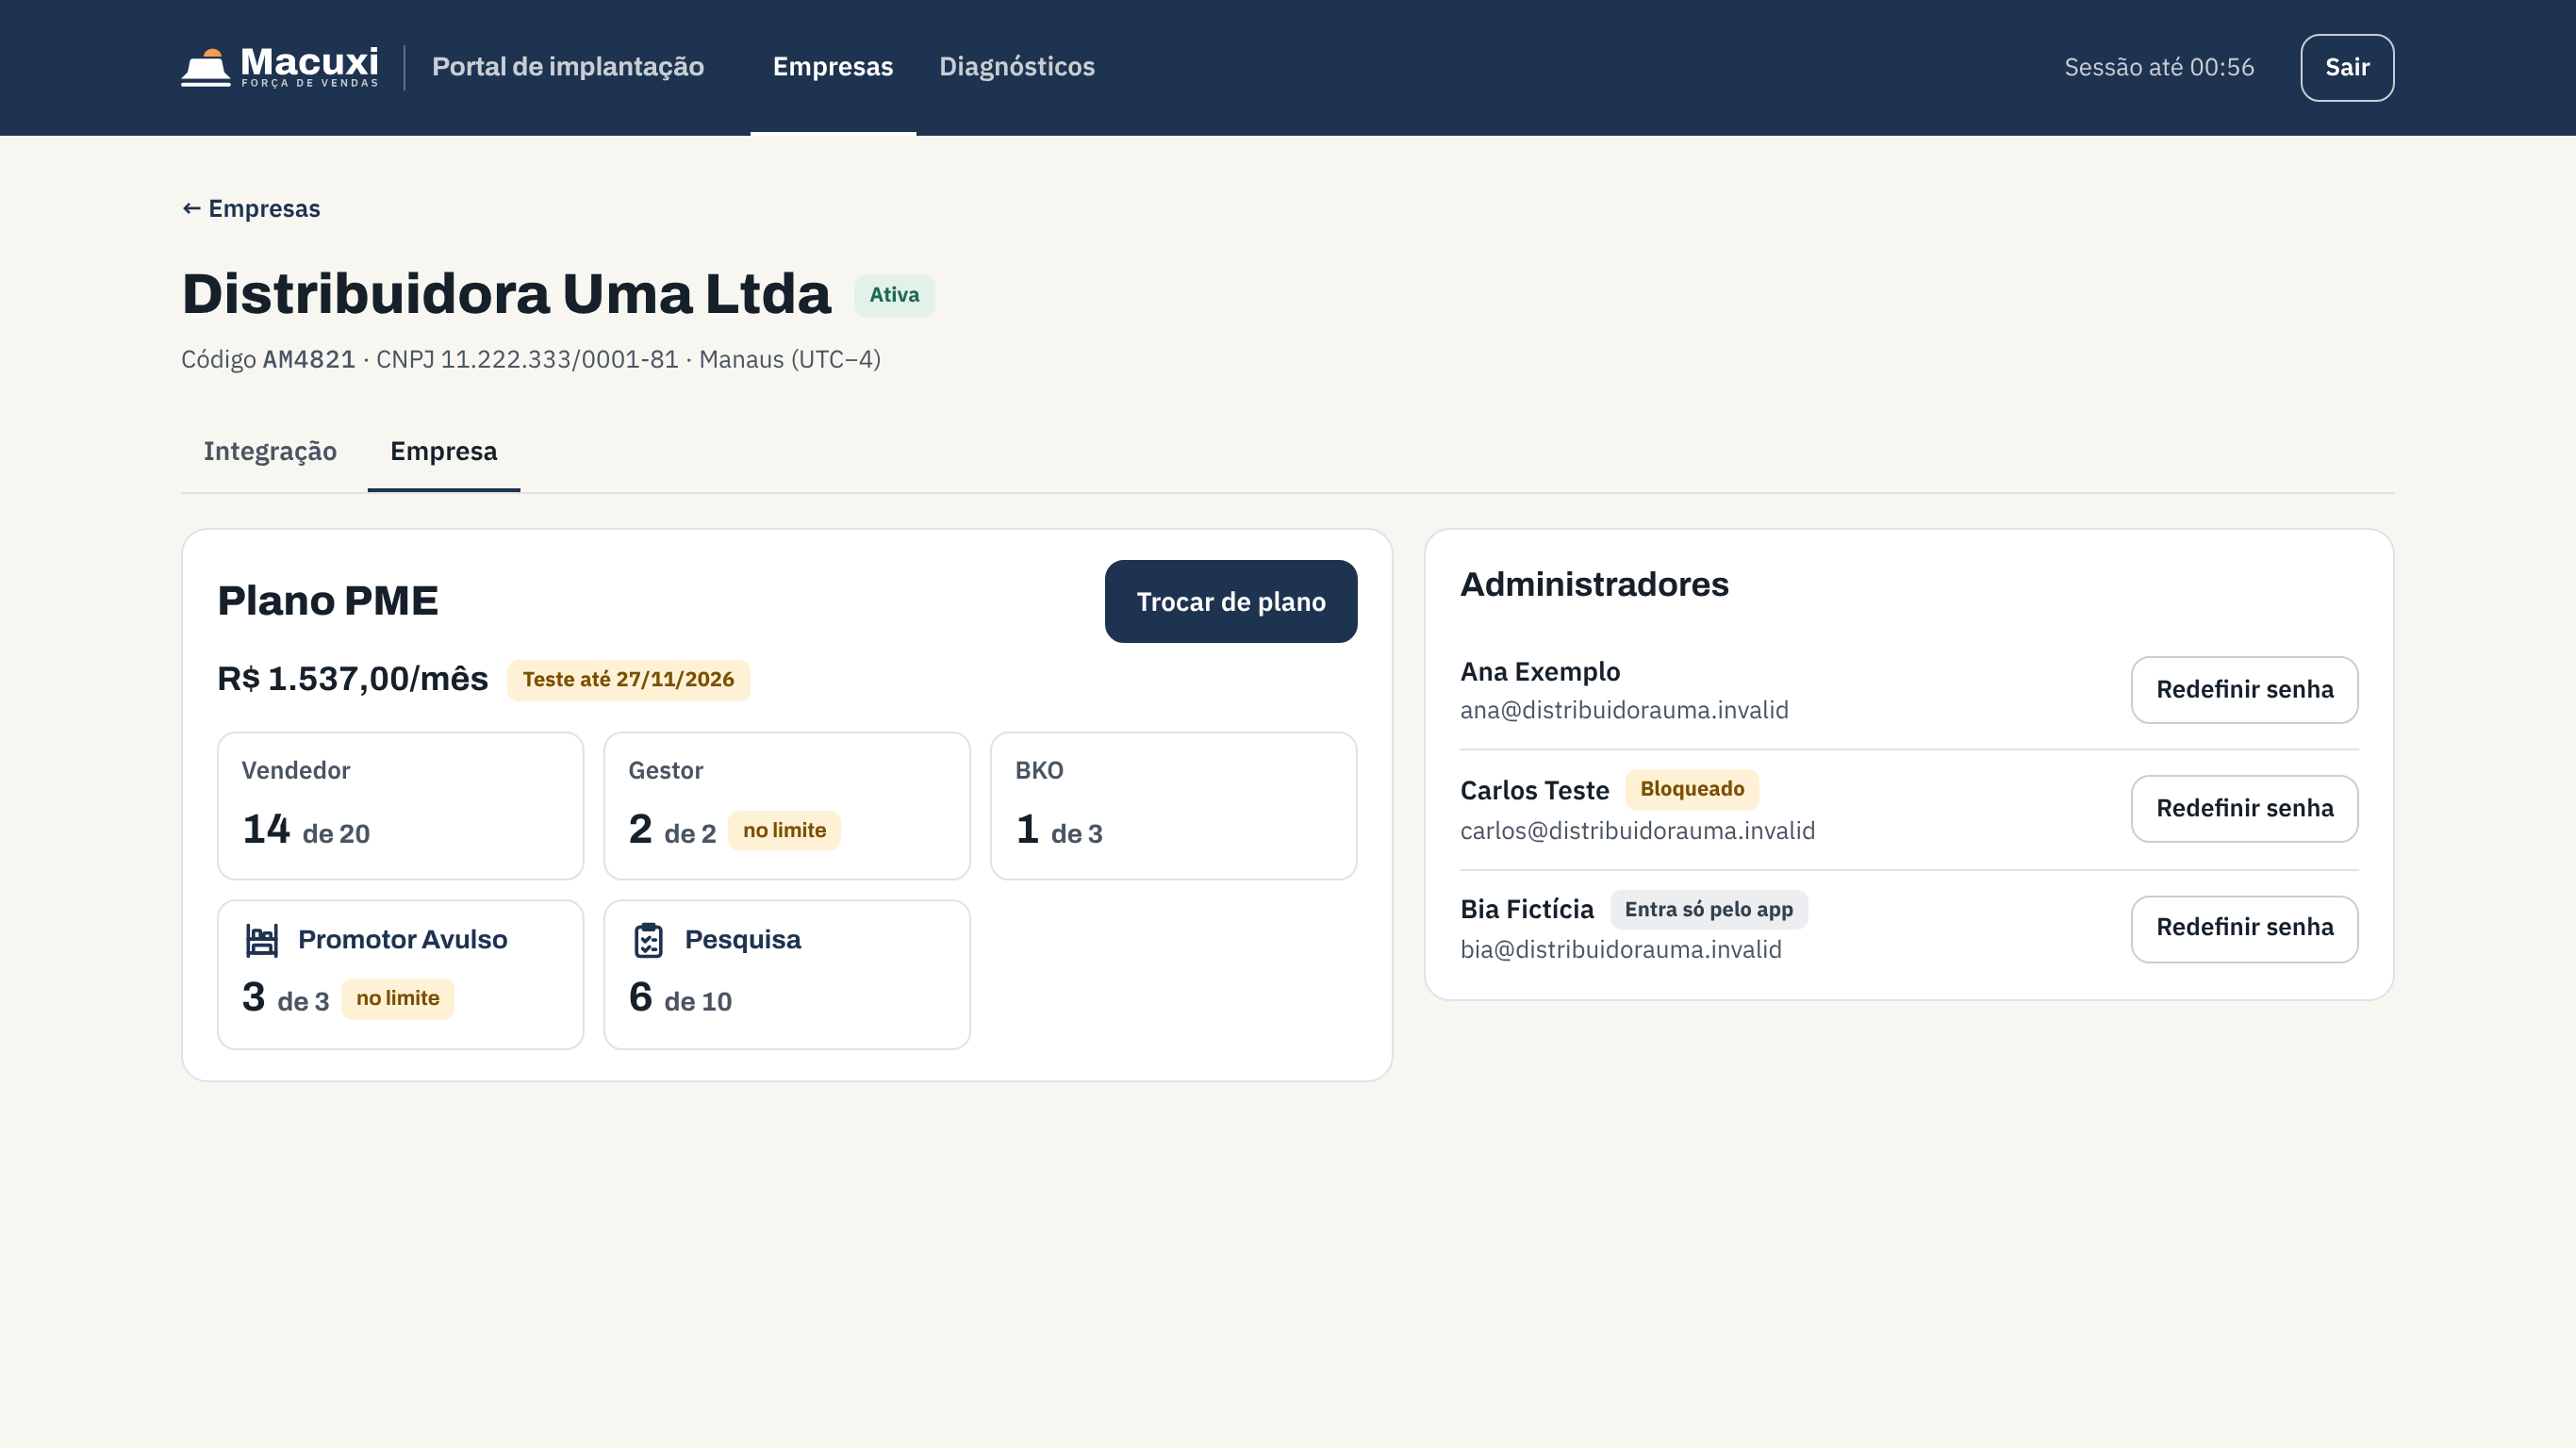 Macuxi
FORÇA DE VENDAS
Portal de implantação
Empresas
Diagnósticos
Sessão até 00:56
Sair
← Empresas
Distribuidora Uma Ltda
Ativa
Código AM4821 · CNPJ 11.222.333/0001-81 · Manaus (UTC−4)
Integração
Empresa
Plano PME
Trocar de plano
R$ 1.537,00/mês
Teste até 27/11/2026
Vendedor
14 de 20
Gestor
2 de 2 no limite
BKO
1 de 3
Promotor Avulso
3 de 3 no limite
Pesquisa
6 de 10
Administradores
Ana Exemplo
ana@distribuidorauma.invalid
Redefinir senha
Carlos Teste Bloqueado
carlos@distribuidorauma.invalid
Redefinir senha
Bia Fictícia Entra só pelo app
bia@distribuidorauma.invalid
Redefinir senha